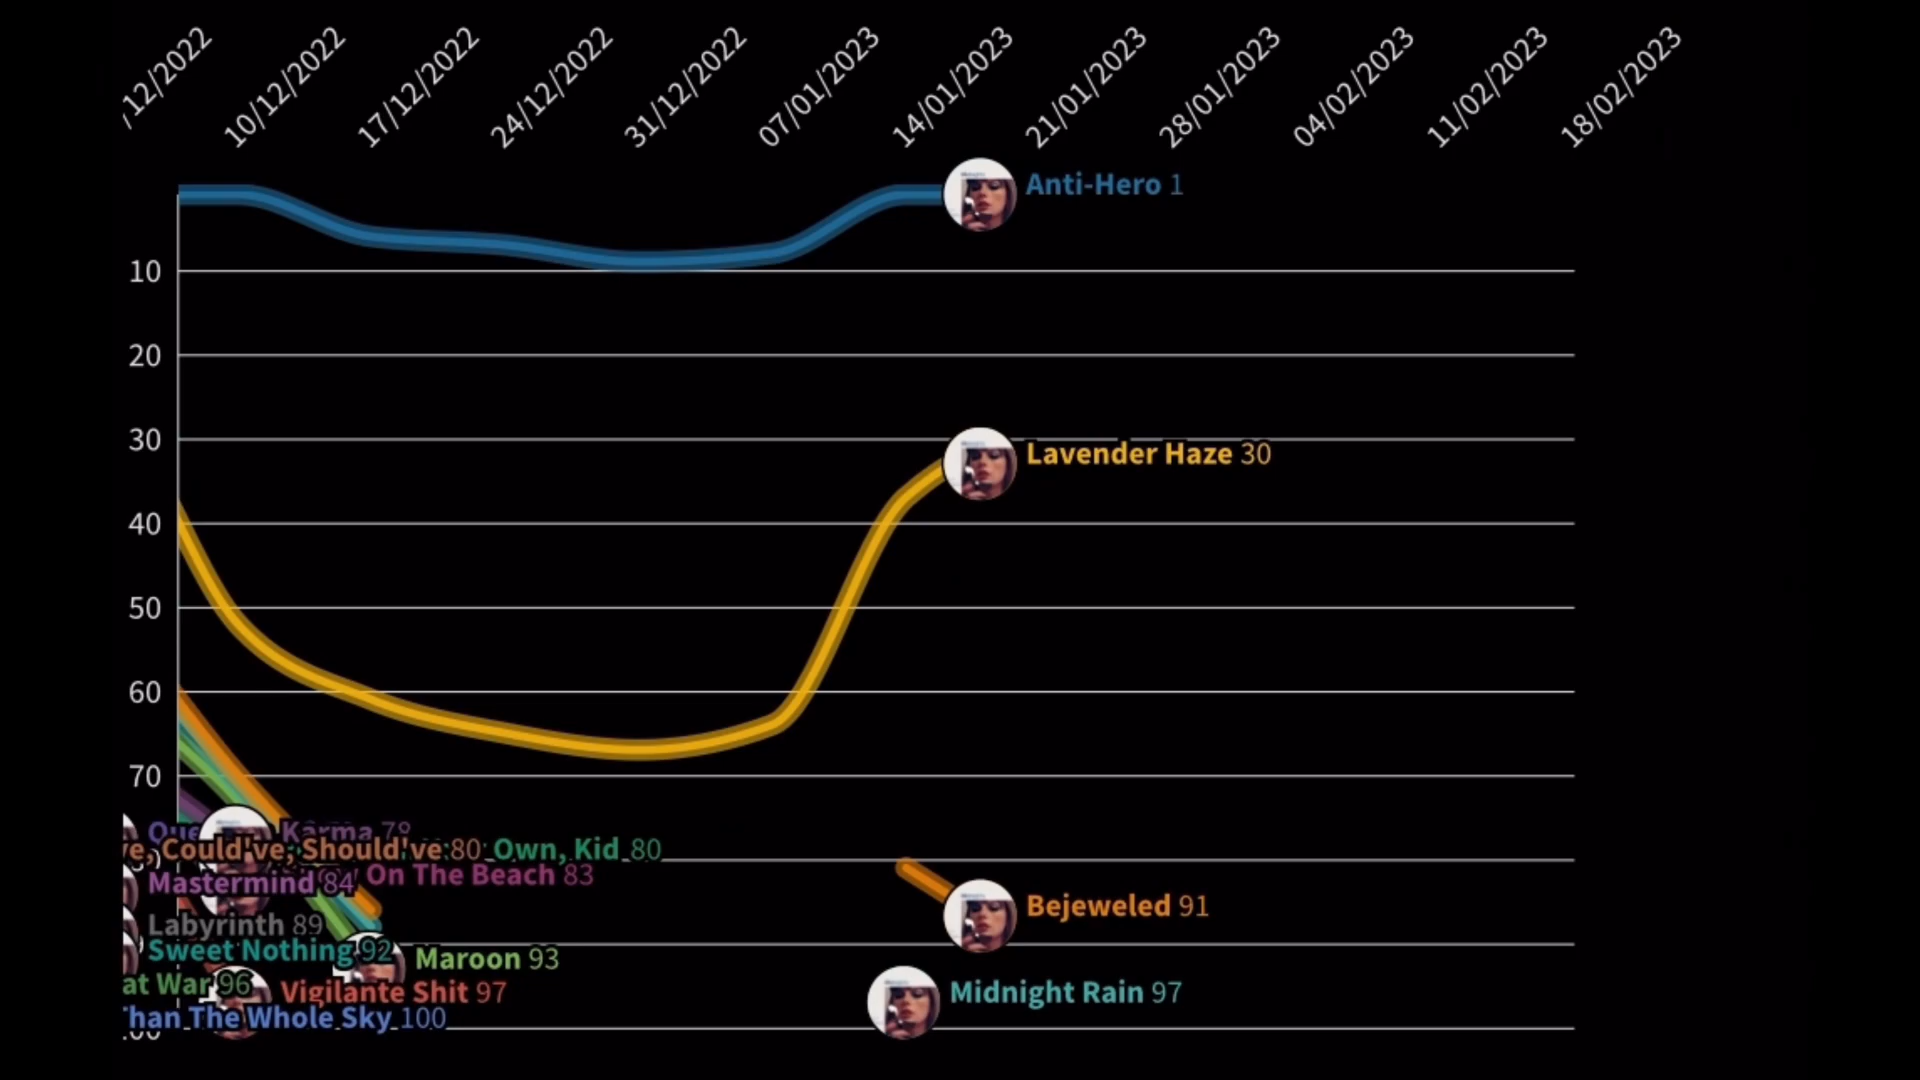 /12/2022 10/12/2022 17/12/2022 24/12/2022 31/12/2022 07/01/2023 14/01/2023 21/01/2023 28/01/2023 04/02/2023 11/02/2023 18/02/2023
Anti-Hero 1
10
20
30
Lavender Haze 30
40
50
60
70
Que Karma 78
've, Could've, Should've 80 Own, Kid 80
Mastermind 84 On The Beach 83
Bejeweled 91
Labyrinth 89
Sweet Nothing 92 Maroon 93
at War 96 Vigilante Shit 97 Midnight Rain 97
Than The Whole Sky 100